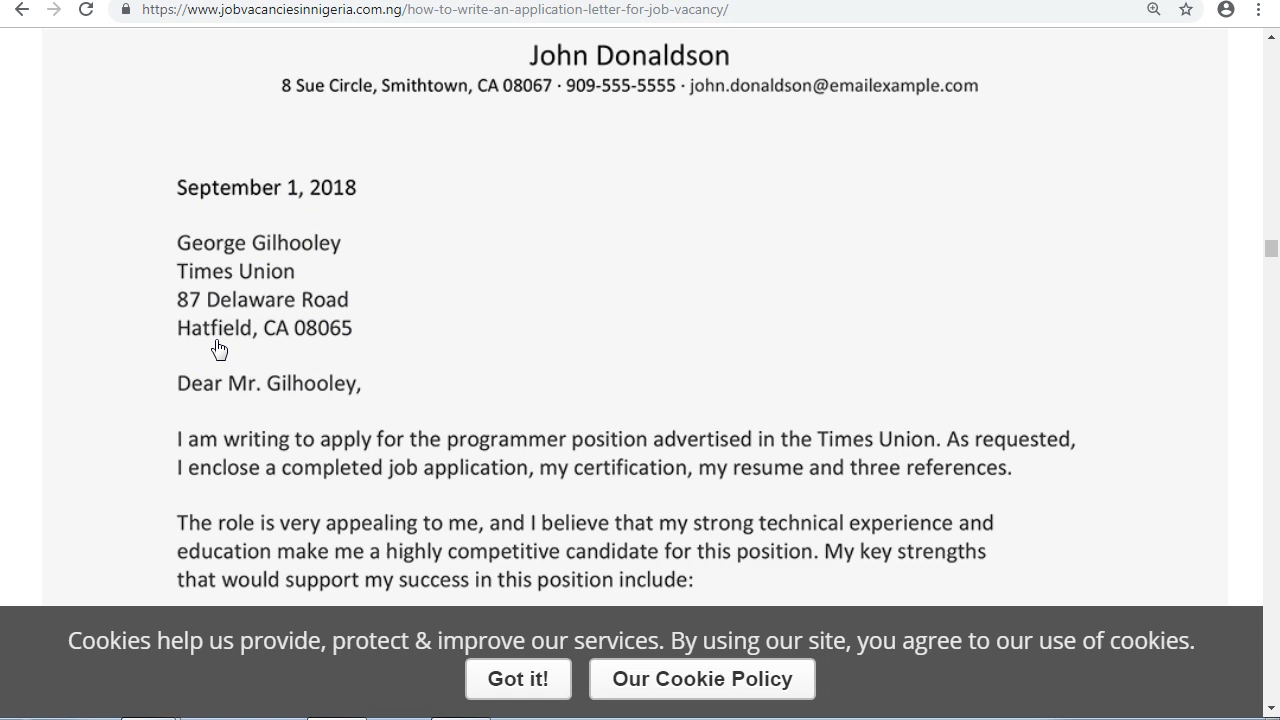 https://www.jobvacanciesinnigeria.com.ng/how-to-write-an-application-letter-for-job-vacancy/
John Donaldson
8 Sue Circle, Smithtown, CA 08067 · 909-555-5555 · john.donaldson@emailexample.com
September 1, 2018
George Gilhooley
Times Union
87 Delaware Road
Hatfield, CA 08065
Dear Mr. Gilhooley,
I am writing to apply for the programmer position advertised in the Times Union. As requested,
I enclose a completed job application, my certification, my resume and three references.
The role is very appealing to me, and I believe that my strong technical experience and
education make me a highly competitive candidate for this position. My key strengths
that would support my success in this position include:
Cookies help us provide, protect & improve our services. By using our site, you agree to our use of cookies.
Got it!
Our Cookie Policy